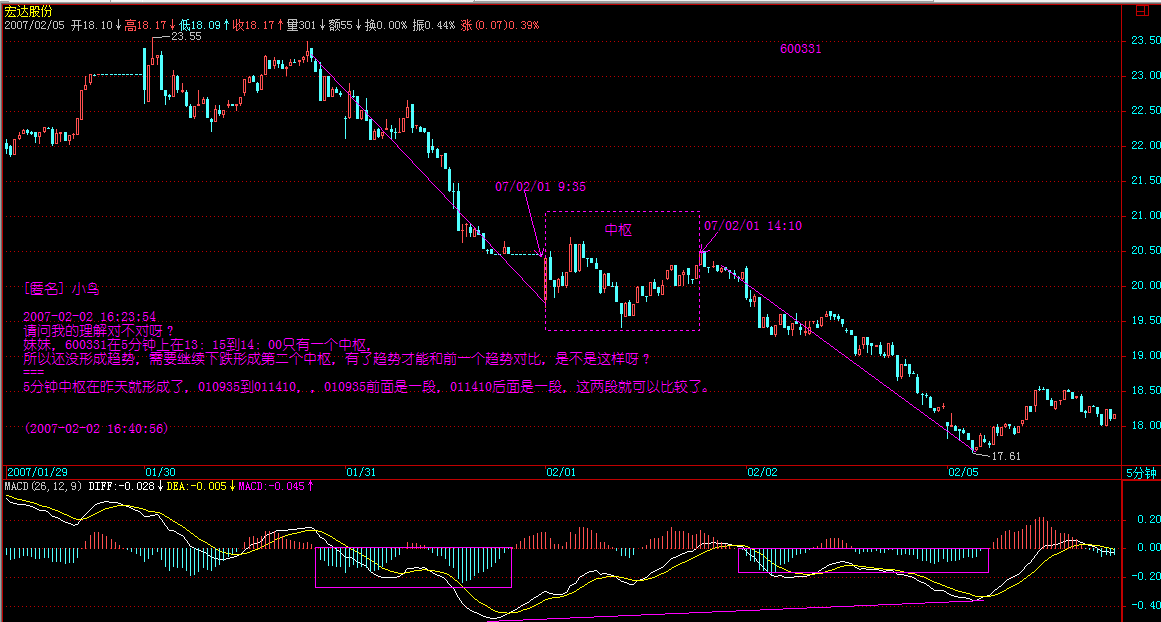 宏达股份
2007/02/05 开18.10↓高18.17↓低18.09↑收18.17↑量301↓额55↓换0.00% 振0.44% 涨(0.07)0.39%
23.55
600331
23.50
23.00
22.50
22.00
21.50
07/02/01 9:35
21.00
中枢
07/02/01 14:10
20.50
20.00
[匿名] 小鸟
2007-02-02 16:23:54
19.50
请问我的理解对不对呀?
妹妹,600331在5分钟上在13:15到14:00只有一个中枢,
所以还没形成趋势,需要继续下跌形成第二个中枢,有了趋势才能和前一个趋势对比,是不是这样呀?
19.00
===
5分钟中枢在昨天就形成了,010935到011410,,010935前面是一段,011410后面是一段,这两段就可以比较了。
18.50
(2007-02-02 16:40:56)
18.00
17.61
2007/01/29 01/30 01/31 02/01 02/02 02/05 5分钟
MACD(26,12,9) DIFF:-0.028↓DEA:-0.005↓MACD:-0.045↑
0.20
0.00
-0.20
-0.40